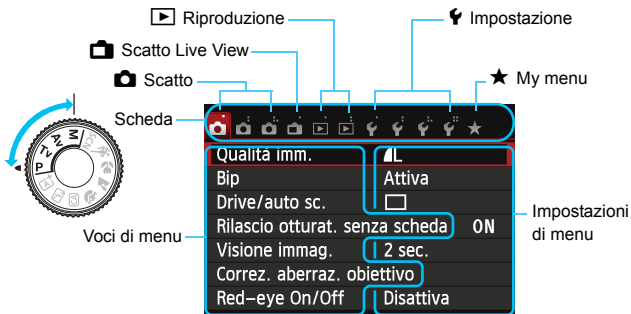 Riproduzione
Impostazione
Scatto Live View
Scatto
My menu
Scheda
Qualità imm.
L
Bip
Attiva
Drive/auto sc.
Rilascio otturat. senza scheda ON
Visione immag.
2 sec.
Correz. aberraz. obiettivo
Red-eye On/Off
Disattiva
Voci di menu
Impostazioni
di menu
M
Av
Tv
P